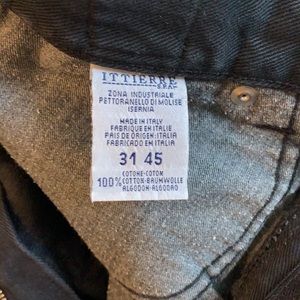 ITTIERRE
S.P.A.
ZONA INDUSTRIALE
PETTORANELLO DI MOLISE
ISERNIA
MADE IN ITALY
FABRIQUE EN ITALIE
PAIS DE ORIGEN: ITALIA
FABRICADO EN ITALIA
31 45
COTONE-COTON
100% COTTON-BAUMWOLLE
ALGODON-ALGODAO